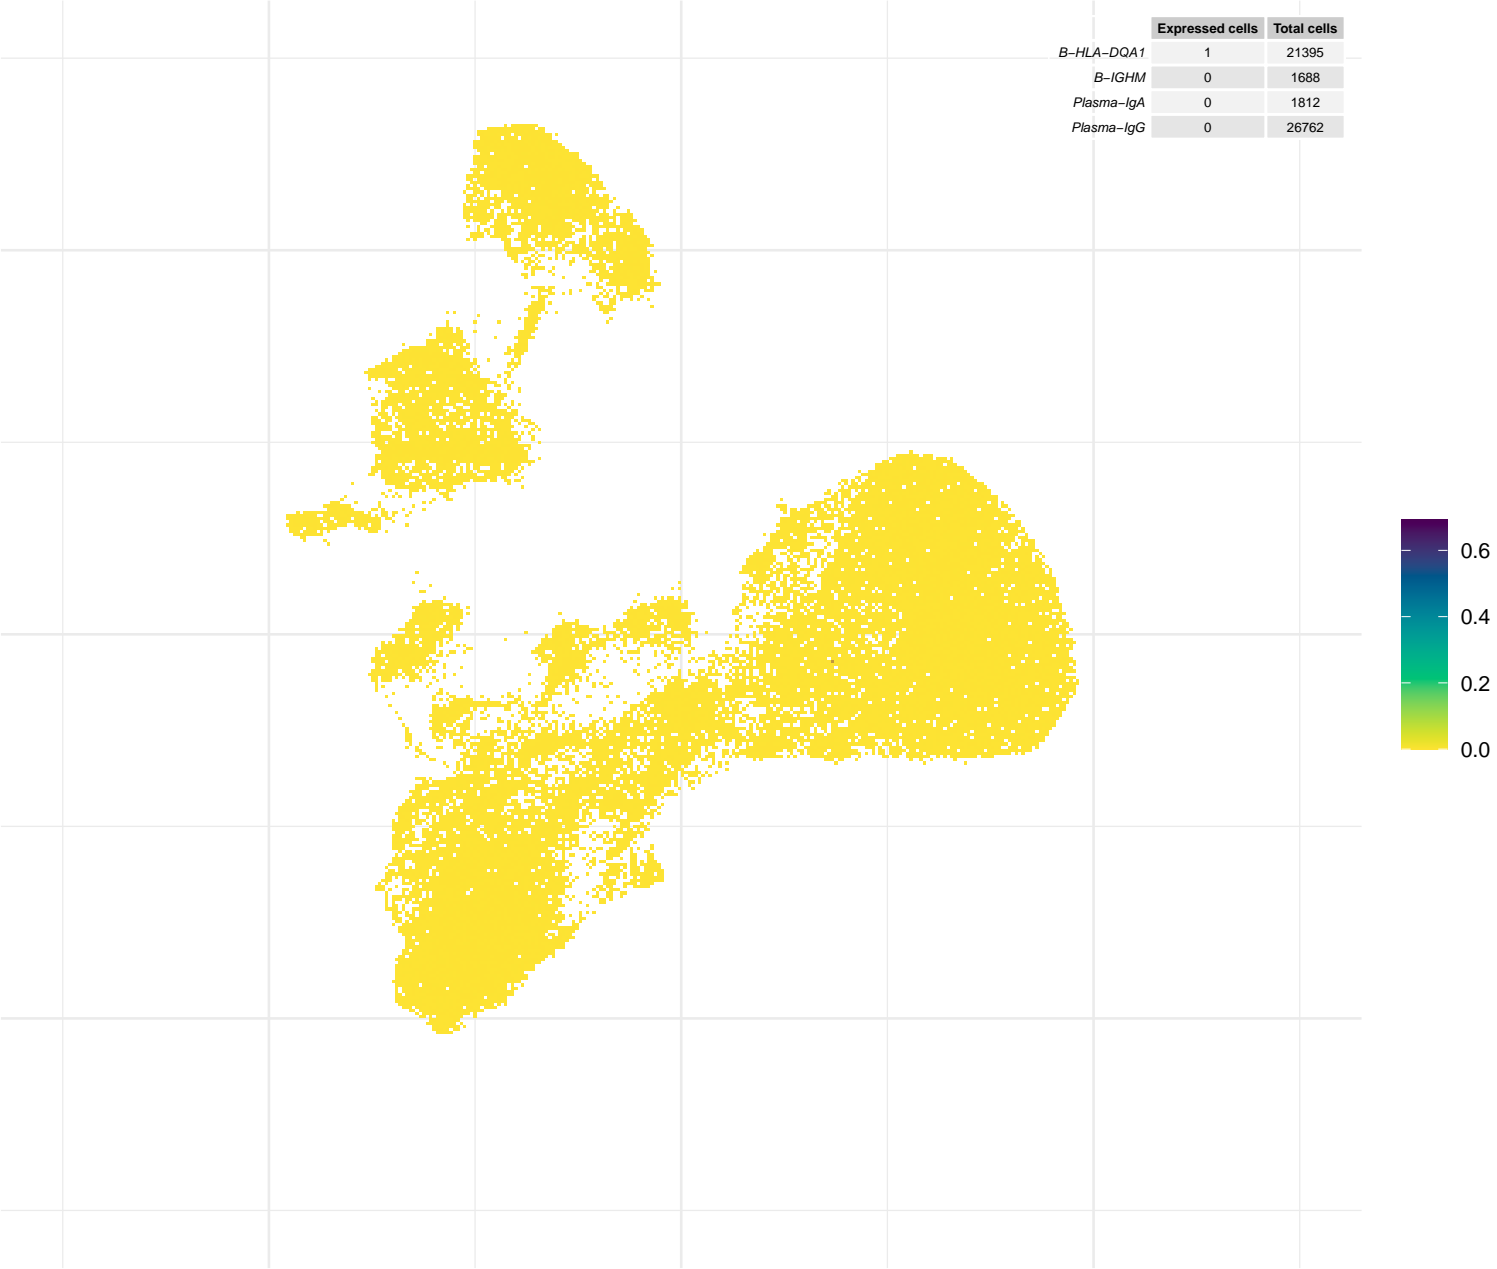 Expressed cells Total cells
B−HLA−DQA1 1 21395
B−IGHM 0 1688
Plasma−IgA 0 1812
Plasma−IgG 0 26762
0.6
0.4
0.2
0.0